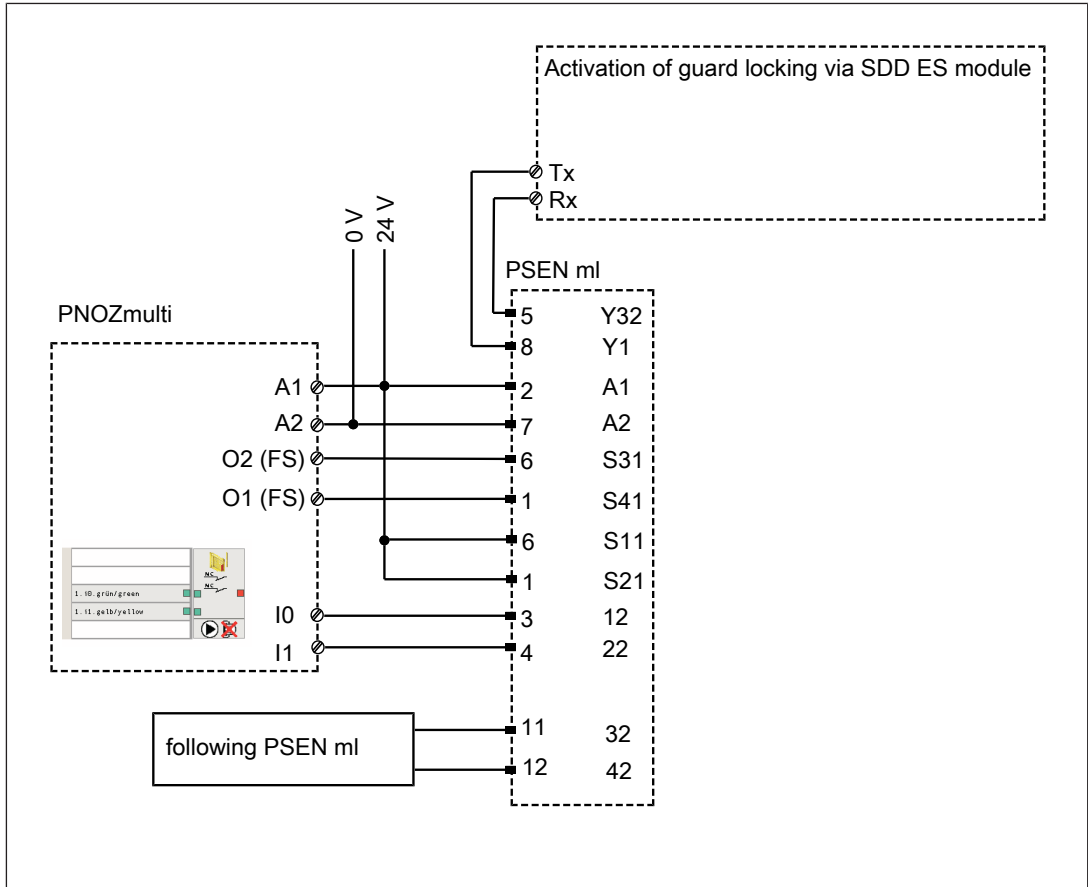 Activation of guard locking via SDD ES module
Tx
Rx
0 V
24 V
PSEN ml
PNOZmulti
5 Y32
8 Y1
A1 2 A1
A2 7 A2
O2 (FS) 6 S31
O1 (FS) 1 S41
6 S11
1 S21
NC
NC
1.i0.grün/green
1.i1.gelb/yellow
I0 3 12
I1 4 22
11 32
following PSEN ml
12 42